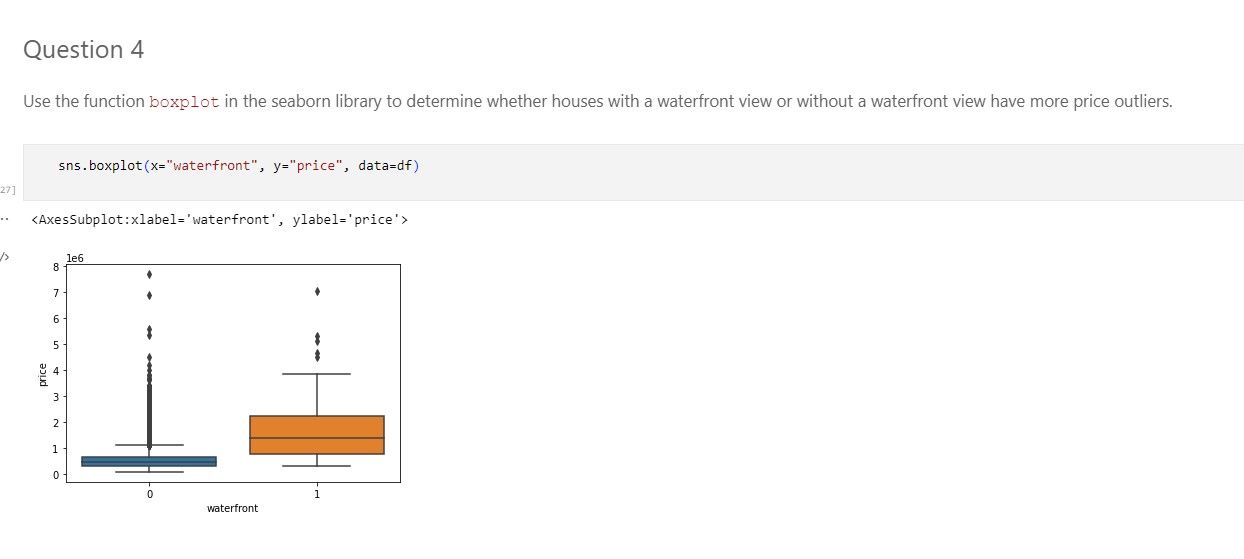 Question 4
Use the function boxplot in the seaborn library to determine whether houses with a waterfront view or without a waterfront view have more price outliers.
sns.boxplot(x="waterfront", y="price", data=df)
27]
..
<AxesSubplot:xlabel='waterfront', ylabel='price'>
/>
1e6
8
7
6
5
4
3
2
1
0
price
0 1
waterfront